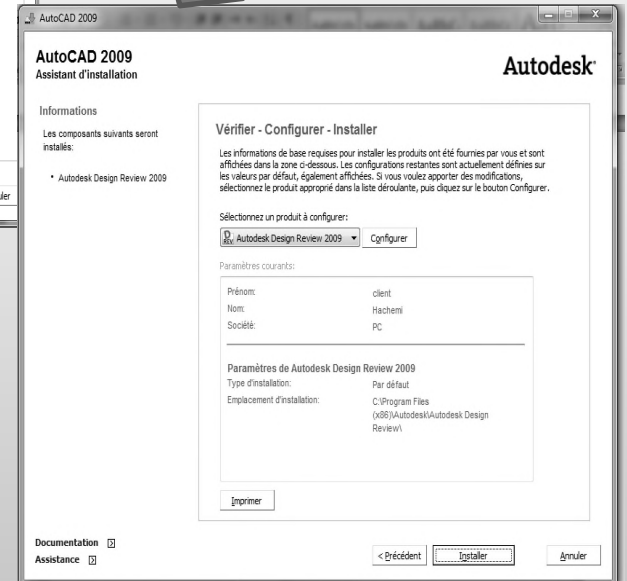 AutoCAD 2009
AutoCAD 2009
Assistant d'installation
Autodesk
Informations
Les composants suivants seront
installés:
• Autodesk Design Review 2009
Vérifier - Configurer - Installer
Les informations de base requises pour installer les produits ont été fournies par vous et sont
affichées dans la zone ci-dessous. Les configurations restantes sont actuellement définies sur
les valeurs par défaut, également affichées. Si vous voulez apporter des modifications,
sélectionnez le produit approprié dans la liste déroulante, puis cliquez sur le bouton Configurer.
Sélectionnez un produit à configurer:
Autodesk Design Review 2009 Configurer
Paramètres courants:
Prénom: client
Nom: Hachemi
Société: PC
Paramètres de Autodesk Design Review 2009
Type d'installation: Par défaut
Emplacement d'installation: C:\Program Files
(x86)\Autodesk\Autodesk Design
Review\
Imprimer
Documentation
Assistance
< Précédent Installer Annuler